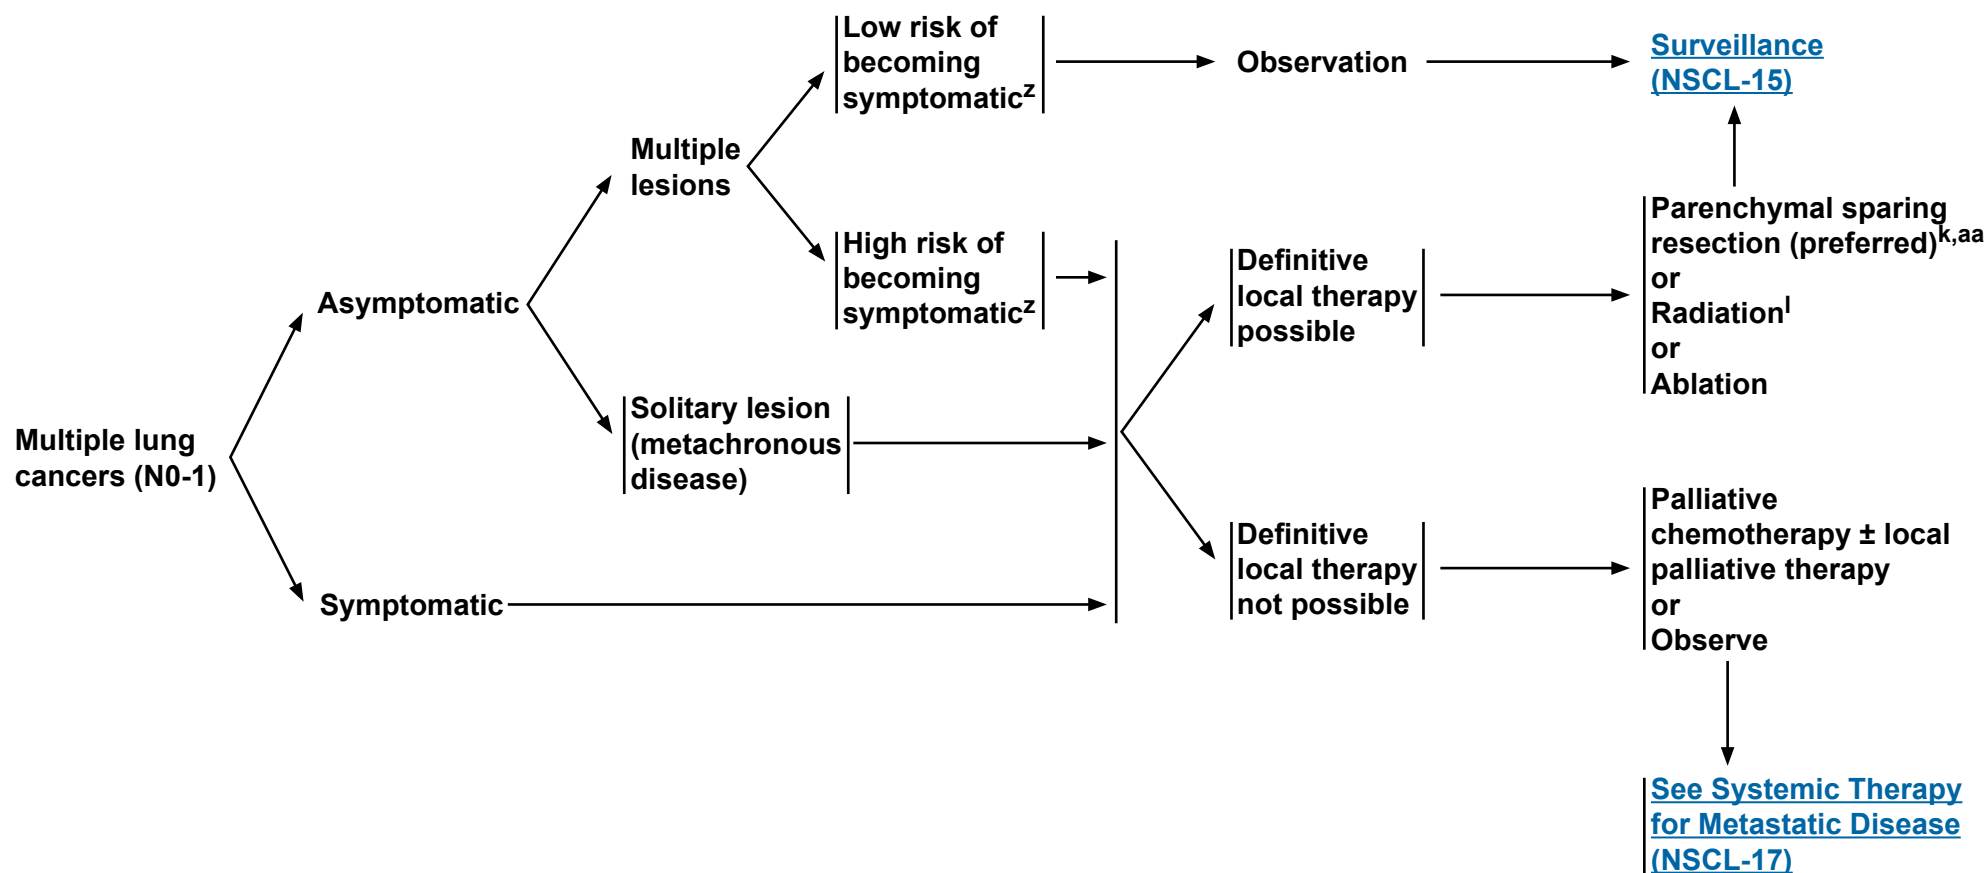 Multiple lung
cancers (N0-1)
Asymptomatic
Symptomatic
Multiple
lesions
Solitary lesion
(metachronous
disease)
Low risk of
becoming
symptomaticᶻ
High risk of
becoming
symptomaticᶻ
Observation
Definitive
local therapy
possible
Definitive
local therapy
not possible
Surveillance
(NSCL-15)
Parenchymal sparing
resection (preferred)ᵏ,ᵃᵃ
or
Radiationˡ
or
Ablation
Palliative
chemotherapy ± local
palliative therapy
or
Observe
See Systemic Therapy
for Metastatic Disease
(NSCL-17)